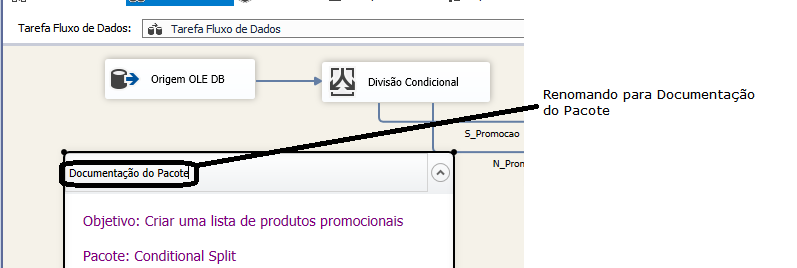 Tarefa Fluxo de Dados: Tarefa Fluxo de Dados
Origem OLE DB
Divisão Condicional
Renomando para Documentação
do Pacote
S_Promocao
N_Prom
Documentação do Pacote
Objetivo: Criar uma lista de produtos promocionais
Pacote: Conditional Split